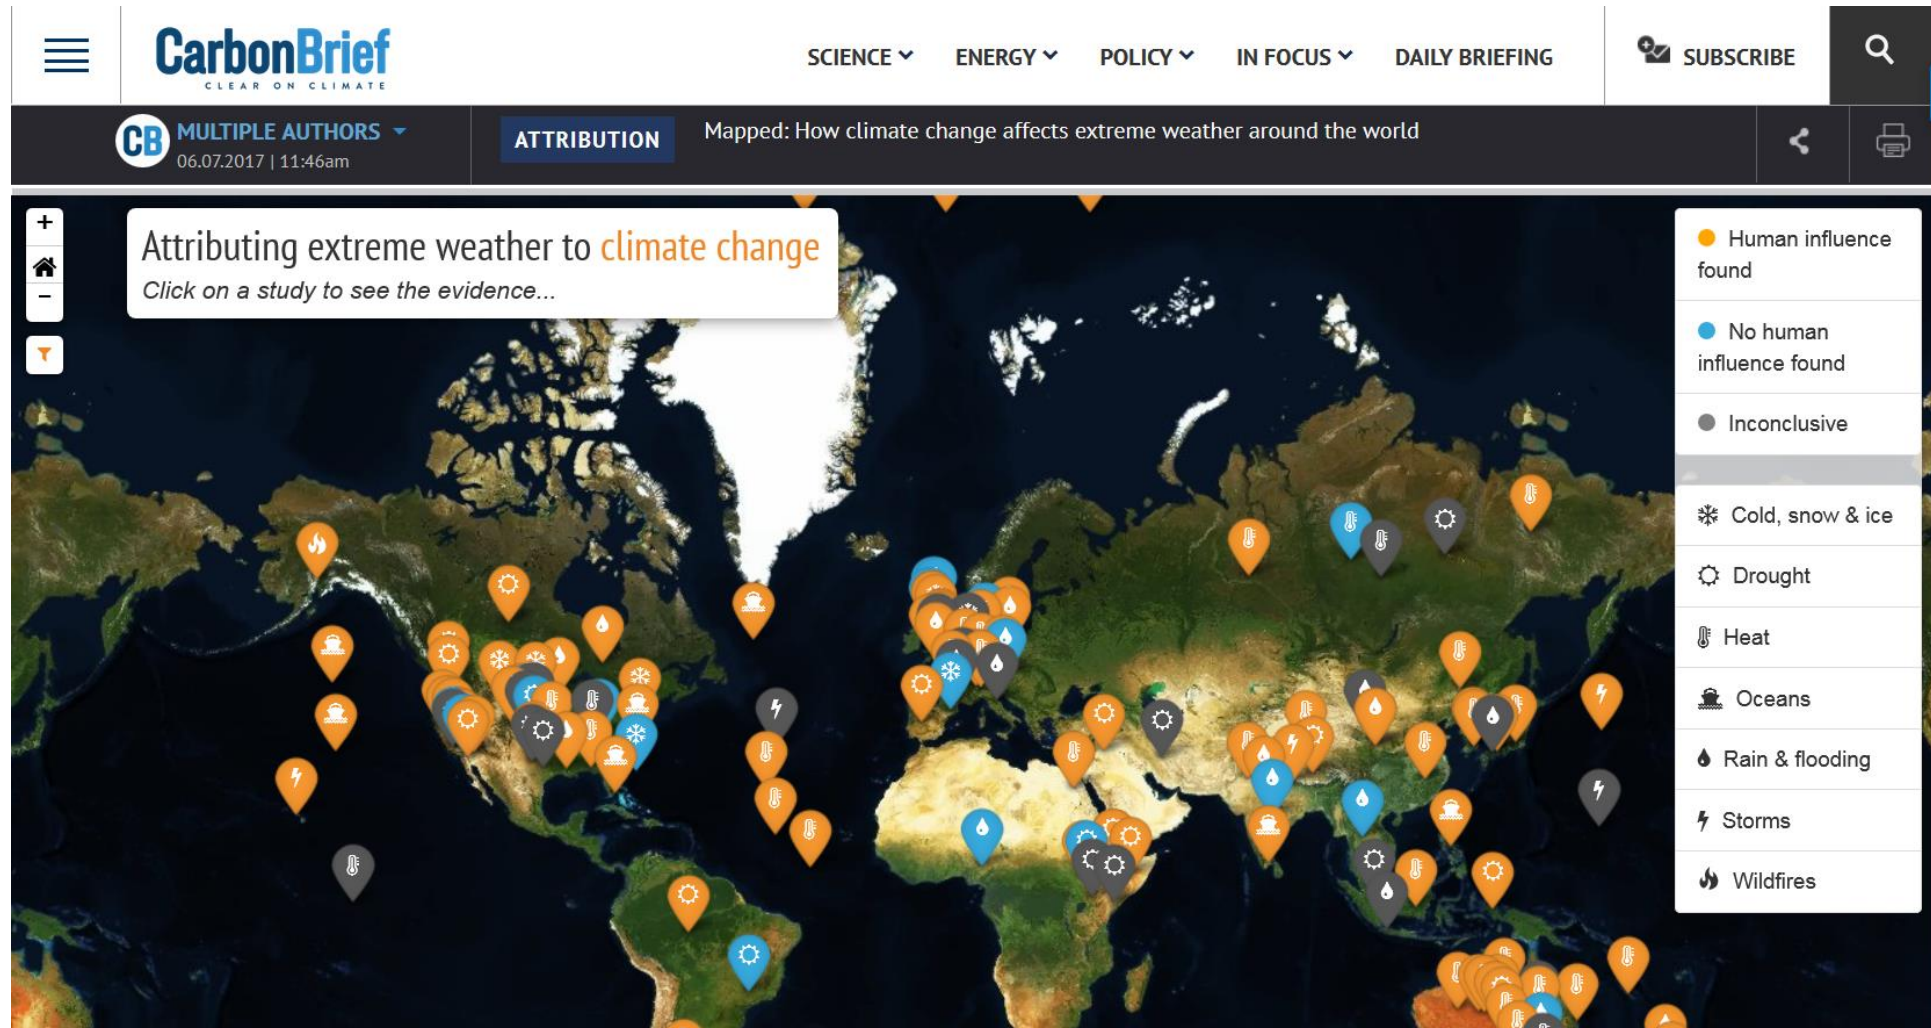 CarbonBrief
CLEAR ON CLIMATE
SCIENCE
ENERGY
POLICY
IN FOCUS
DAILY BRIEFING
SUBSCRIBE
CB
MULTIPLE AUTHORS
06.07.2017 | 11:46am
ATTRIBUTION
Mapped: How climate change affects extreme weather around the world
+
-
Attributing extreme weather to climate change
Click on a study to see the evidence...
Human influence
found
No human
influence found
Inconclusive
Cold, snow & ice
Drought
Heat
Oceans
Rain & flooding
Storms
Wildfires